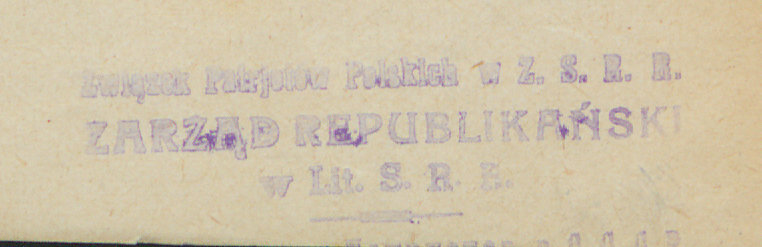 Związek Patrjotów Polskich w Z. S. R. R.
ZARZĄD REPUBLIKAŃSKI
w Lit. S. R. R.